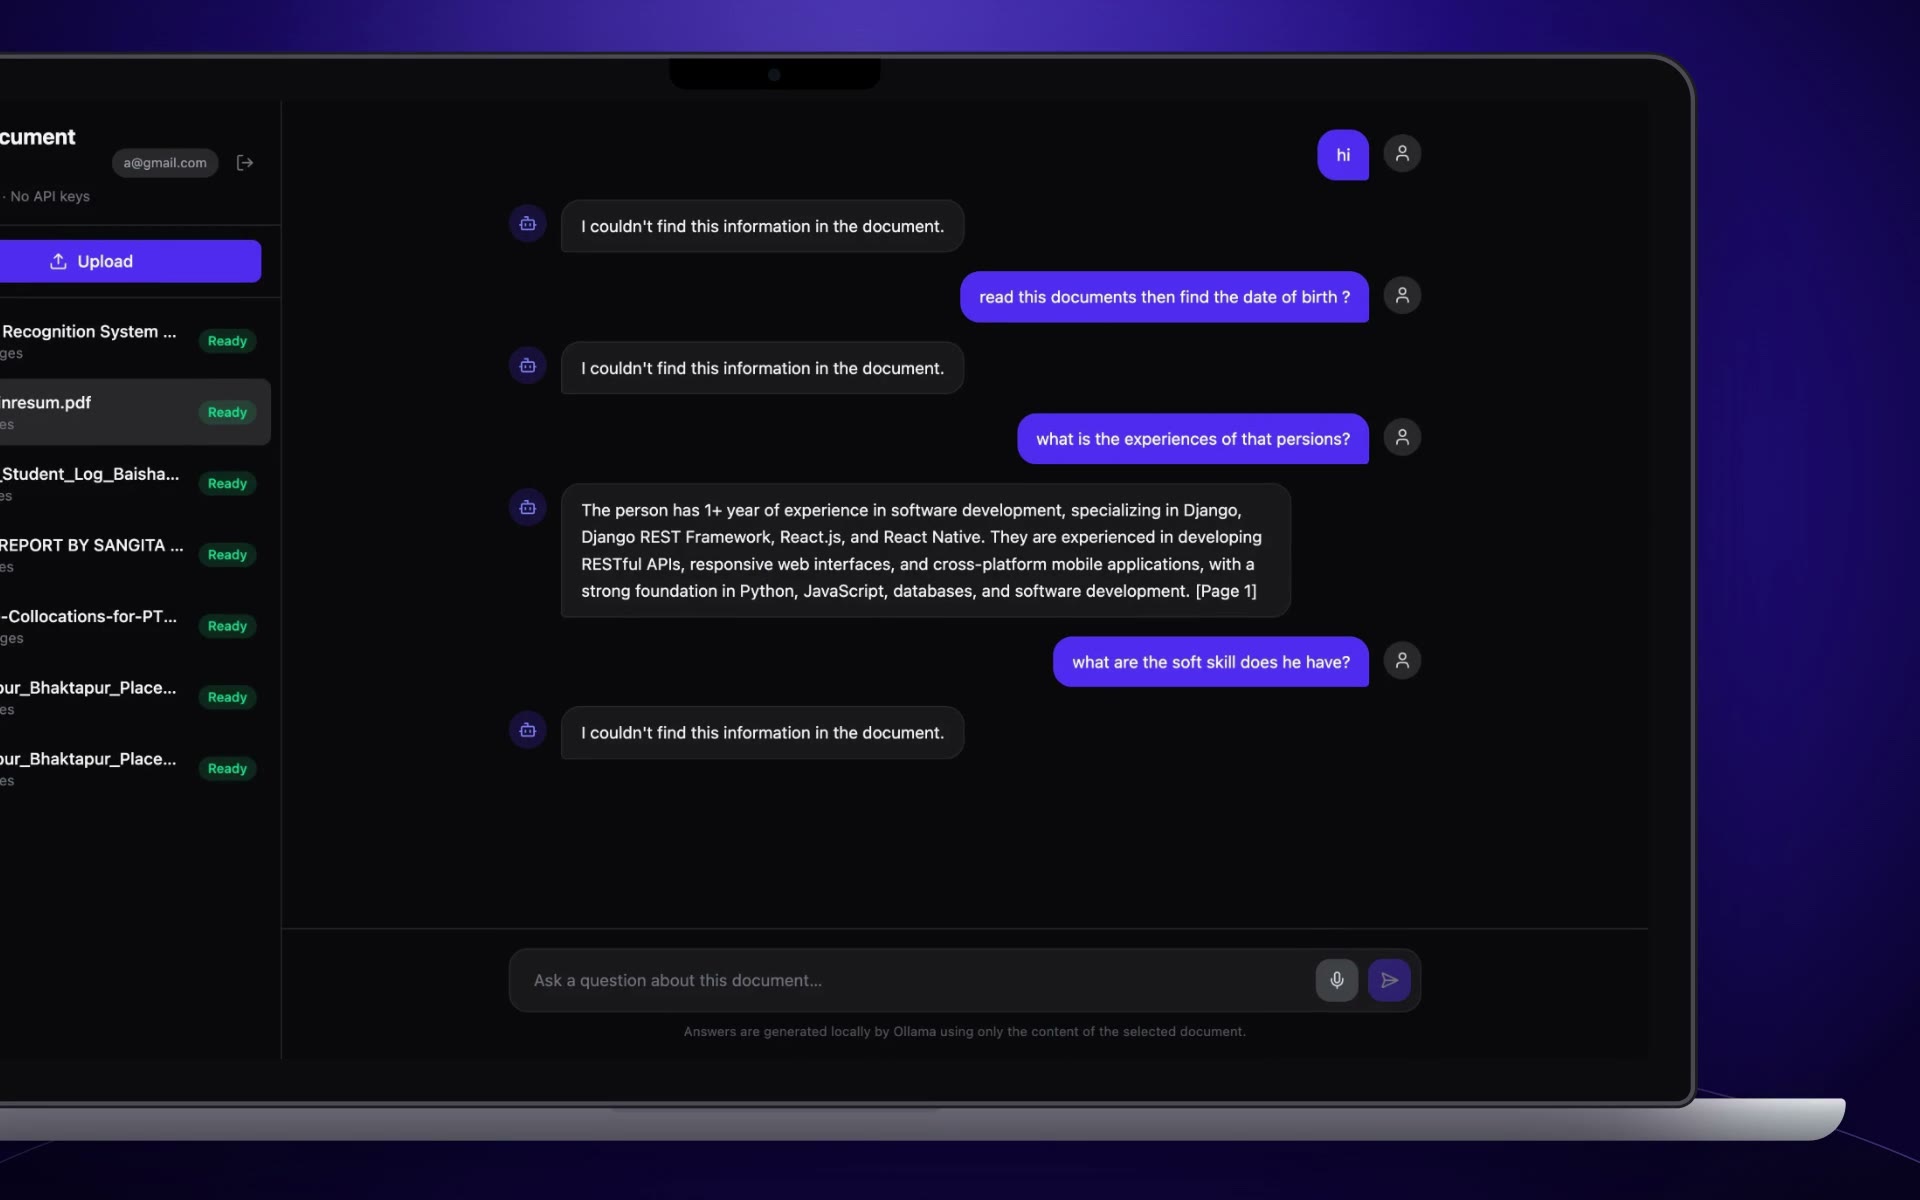 cument
a@gmail.com
· No API keys
Upload
Recognition System ...
ges
Ready
inresum.pdf
es
Ready
_Student_Log_Baisha...
es
Ready
REPORT BY SANGITA ...
es
Ready
-Collocations-for-PT...
ges
Ready
our_Bhaktapur_Place...
es
Ready
our_Bhaktapur_Place...
es
Ready
hi
I couldn't find this information in the document.
read this documents then find the date of birth ?
I couldn't find this information in the document.
what is the experiences of that persions?
The person has 1+ year of experience in software development, specializing in Django,
Django REST Framework, React.js, and React Native. They are experienced in developing
RESTful APIs, responsive web interfaces, and cross-platform mobile applications, with a
strong foundation in Python, JavaScript, databases, and software development. [Page 1]
what are the soft skill does he have?
I couldn't find this information in the document.
Ask a question about this document...
Answers are generated locally by Ollama using only the content of the selected document.